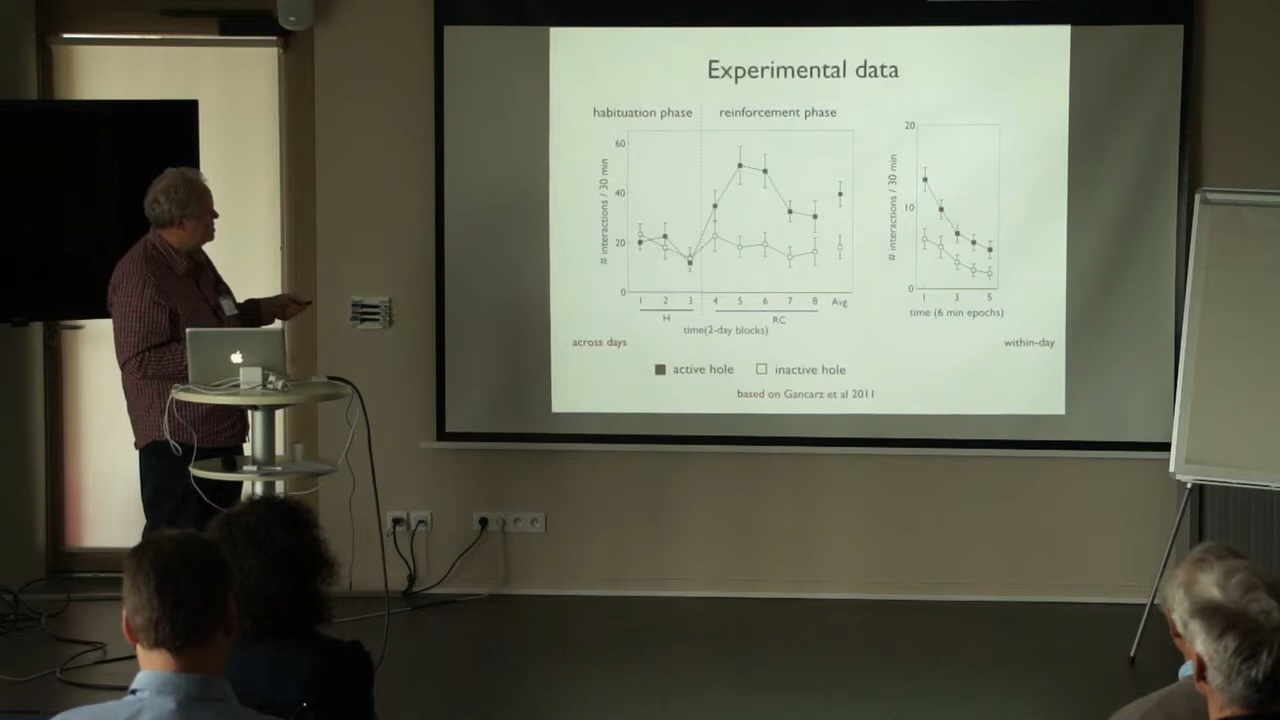 Experimental data
habituation phase
reinforcement phase
# interactions / 30 min
60
40
20
0
1 2 3 4 5 6 7 8 Avg
H
RC
time(2-day blocks)
across days
# interactions / 30 min
20
10
0
1 3 5
time (6 min epochs)
within-day
active hole
inactive hole
based on Gancarz et al 2011